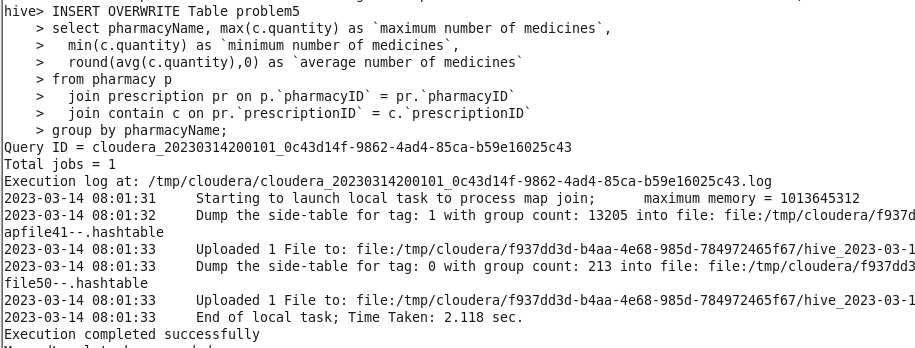 hive> INSERT OVERWRITE Table problem5
    > select pharmacyName, max(c.quantity) as `maximum number of medicines`,
    >   min(c.quantity) as `minimum number of medicines`,
    >   round(avg(c.quantity),0) as `average number of medicines`
    > from pharmacy p
    >   join prescription pr on p.`pharmacyID` = pr.`pharmacyID`
    >   join contain c on pr.`prescriptionID` = c.`prescriptionID`
    > group by pharmacyName;
Query ID = cloudera_20230314200101_0c43d14f-9862-4ad4-85ca-b59e16025c43
Total jobs = 1
Execution log at: /tmp/cloudera/cloudera_20230314200101_0c43d14f-9862-4ad4-85ca-b59e16025c43.log
2023-03-14 08:01:31     Starting to launch local task to process map join;      maximum memory = 1013645312
2023-03-14 08:01:32     Dump the side-table for tag: 1 with group count: 13205 into file: file:/tmp/cloudera/f937d
apfile41--.hashtable
2023-03-14 08:01:33     Uploaded 1 File to: file:/tmp/cloudera/f937dd3d-b4aa-4e68-985d-784972465f67/hive_2023-03-1
2023-03-14 08:01:33     Dump the side-table for tag: 0 with group count: 213 into file: file:/tmp/cloudera/f937dd3
file50--.hashtable
2023-03-14 08:01:33     Uploaded 1 File to: file:/tmp/cloudera/f937dd3d-b4aa-4e68-985d-784972465f67/hive_2023-03-1
2023-03-14 08:01:33     End of local task; Time Taken: 2.118 sec.
Execution completed successfully